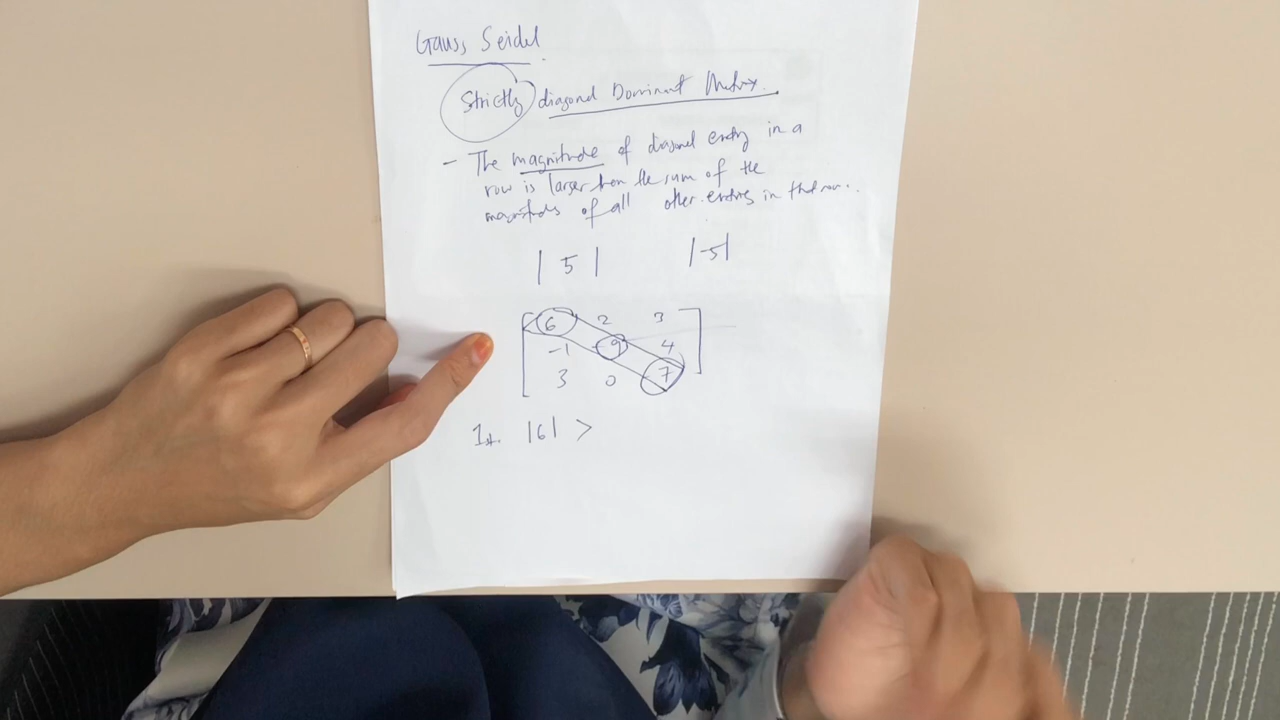 Gauss Seidel
Strictly diagonal Dominant Matrix.
- The magnitude of diagonal entry in a
row is larger then the sum of the
magnitudes of all other entries in that row..
|5| |-5|
6 2 3
-1 -9 4
3 0 7
1st. |6| >